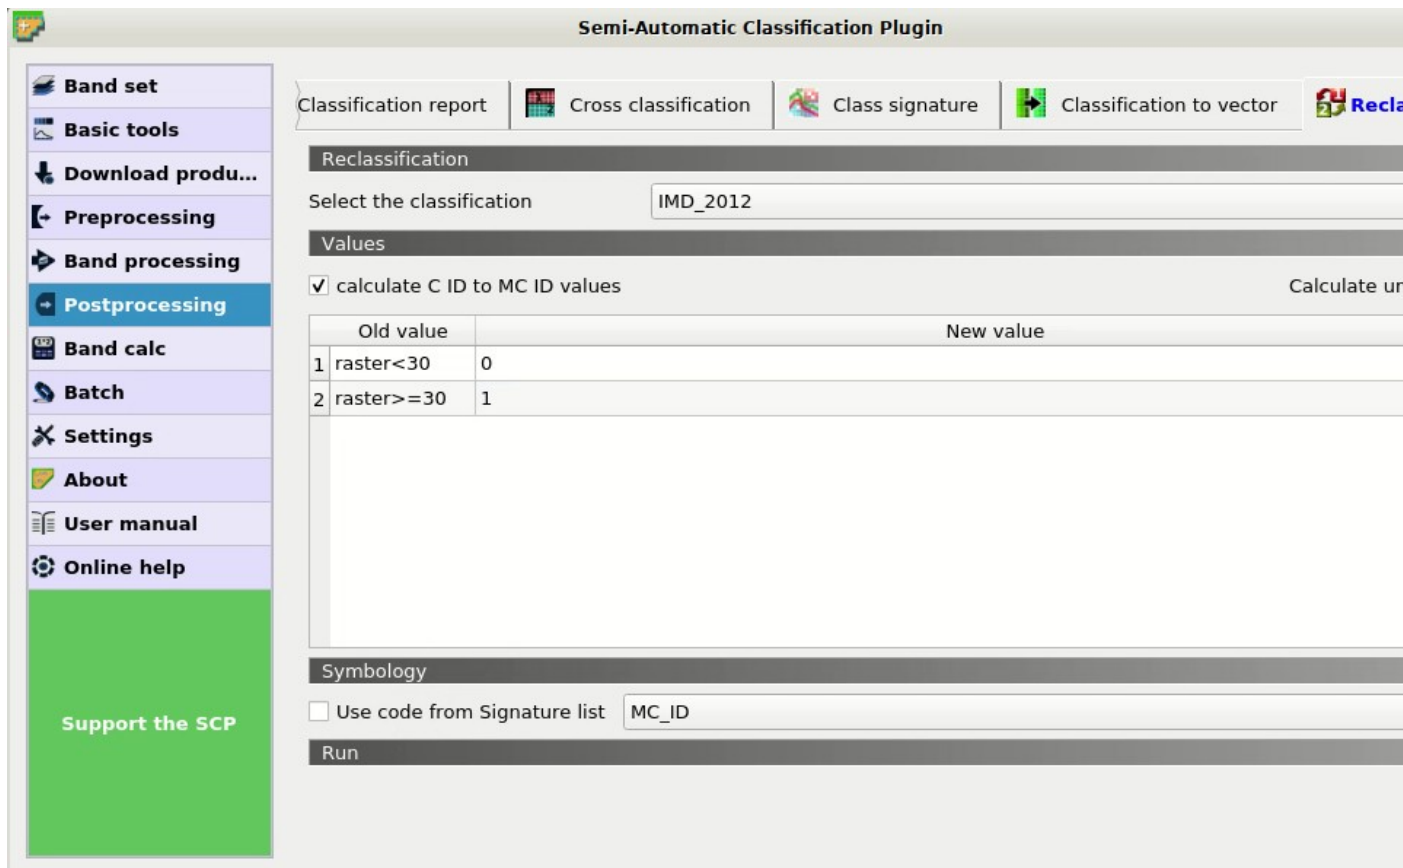 Semi-Automatic Classification Plugin
Band set
Basic tools
Download produ...
Preprocessing
Band processing
Postprocessing
Band calc
Batch
Settings
About
User manual
Online help
Support the SCP
Classification report Cross classification Class signature Classification to vector Recla
Reclassification
Select the classification IMD_2012
Values
calculate C ID to MC ID values Calculate un
Old value New value
1 raster<30 0
2 raster>=30 1
Symbology
Use code from Signature list MC_ID
Run